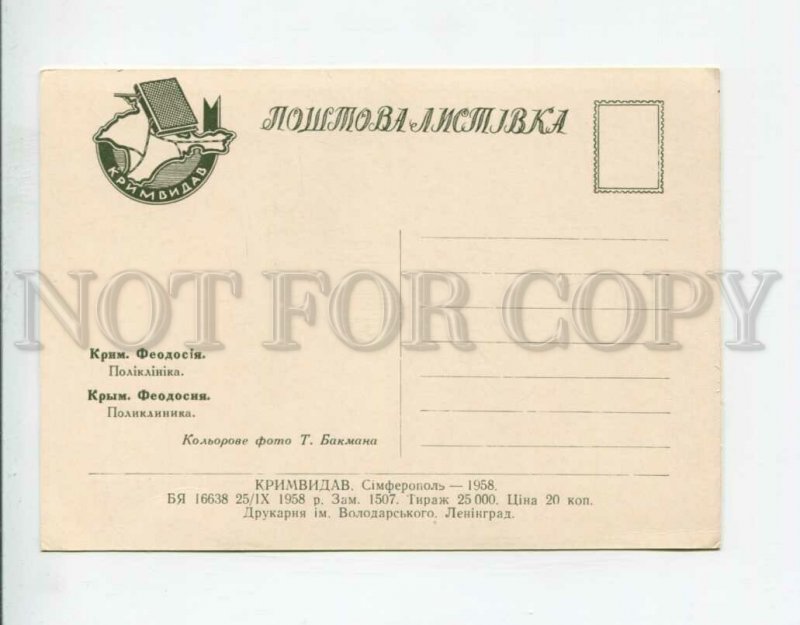 КРИМВИДАВ
ПОШТОВА ЛИСТІВКА
NOT FOR COPY
Крим. Феодосія.
Поліклініка.
Крым. Феодосия.
Поликлиника.
Кольорове фото Т. Бакмана
КРИМВИДАВ. Сімферополь — 1958.
БЯ 16638 25/IX 1958 р. Зам. 1507. Тираж 25 000. Ціна 20 коп.
Друкарня ім. Володарського. Ленінград.